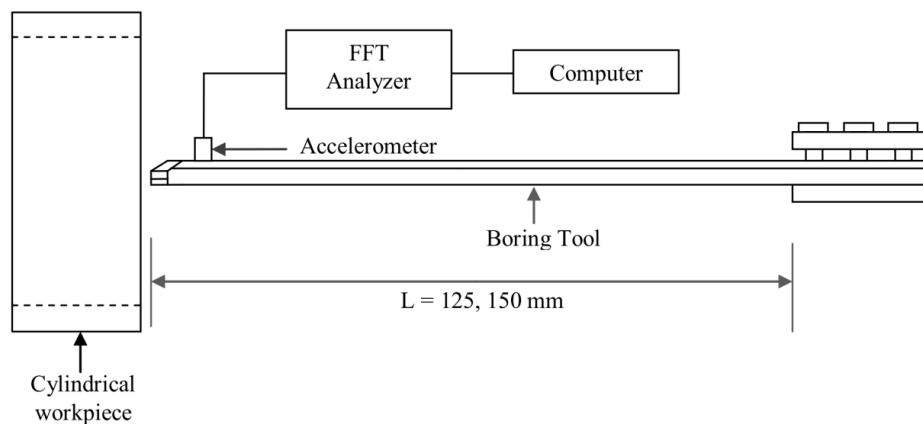 FFT
Analyzer
Computer
Accelerometer
Boring Tool
L = 125, 150 mm
Cylindrical
workpiece